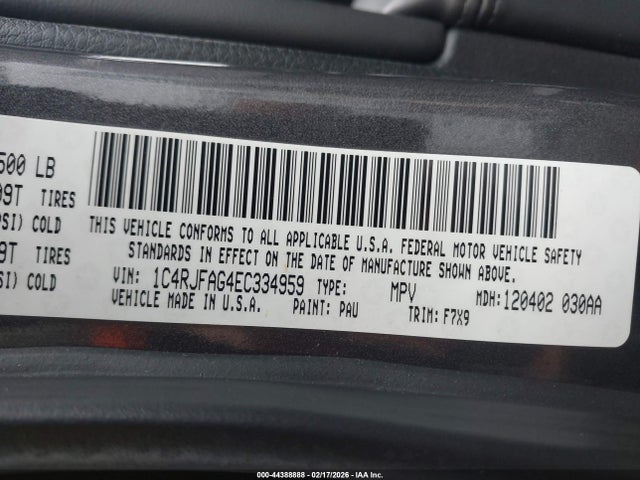 500 LB
09T TIRES
PSI) COLD
9T TIRES
SI) COLD
THIS VEHICLE CONFORMS TO ALL APPLICABLE U.S.A. FEDERAL MOTOR VEHICLE SAFETY
STANDARDS IN EFFECT ON THE DATE OF MANUFACTURE SHOWN ABOVE.
VIN: 1C4RJFAG4EC334959 TYPE: MPV MDH: 120402 030AA
VEHICLE MADE IN U.S.A. PAINT: PAU TRIM: F7X9
000-44388888 - 02/17/2026 - IAA Inc.